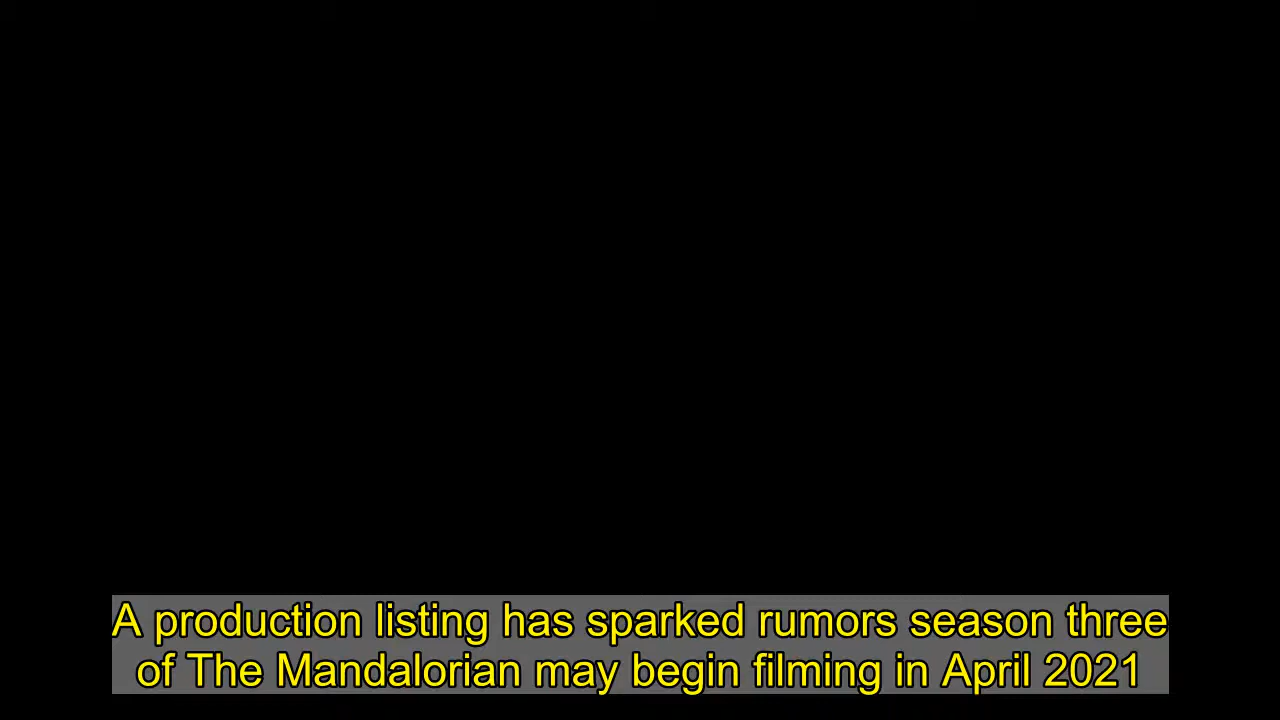 A production listing has sparked rumors season three
of The Mandalorian may begin filming in April 2021